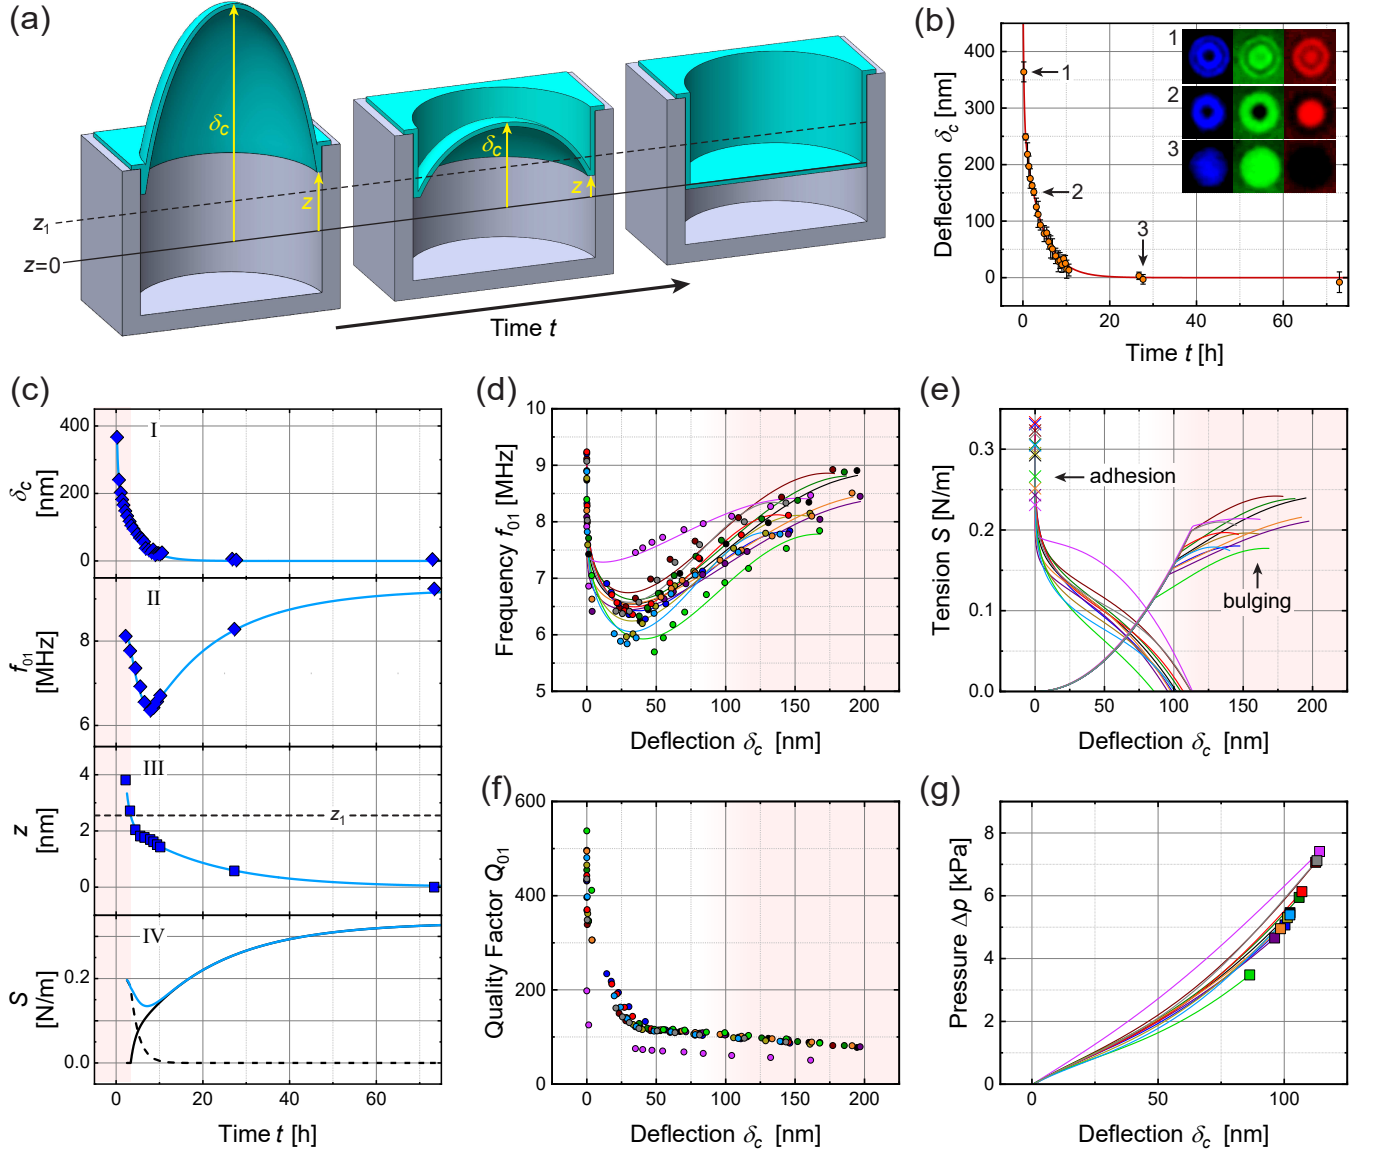 (a)
δc
δc
z
z
z1
z=0
Time t
(b)
Deflection δc [nm]
400
300
200
100
0
1
2
3
1
2
3
0 20 40 60
Time t [h]
(c)
I
400
200
0
δc
[nm]
II
8
6
f01
[MHz]
III
4
2
0
z1
z
[nm]
IV
0.2
0.0
S
[N/m]
0 20 40 60
Time t [h]
(d)
Frequency f01 [MHz]
10
9
8
7
6
5
0 50 100 150 200
Deflection δc [nm]
(e)
Tension S [N/m]
0.3
0.2
0.1
0.0
adhesion
bulging
0 50 100 150 200
Deflection δc [nm]
(f)
Quality Factor Q01
600
400
200
0
0 50 100 150 200
Deflection δc [nm]
(g)
Pressure Δp [kPa]
8
6
4
2
0
0 50 100
Deflection δc [nm]